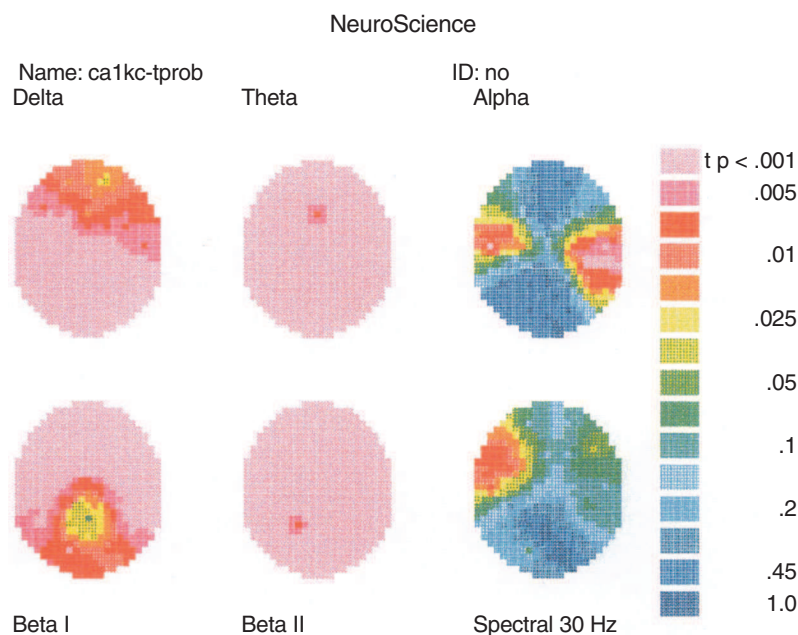 NeuroScience
Name: ca1kc-tprob
ID: no
Delta
Theta
Alpha
t p < .001
.005
.01
.025
.05
.1
.2
.45
1.0
Beta I
Beta II
Spectral 30 Hz